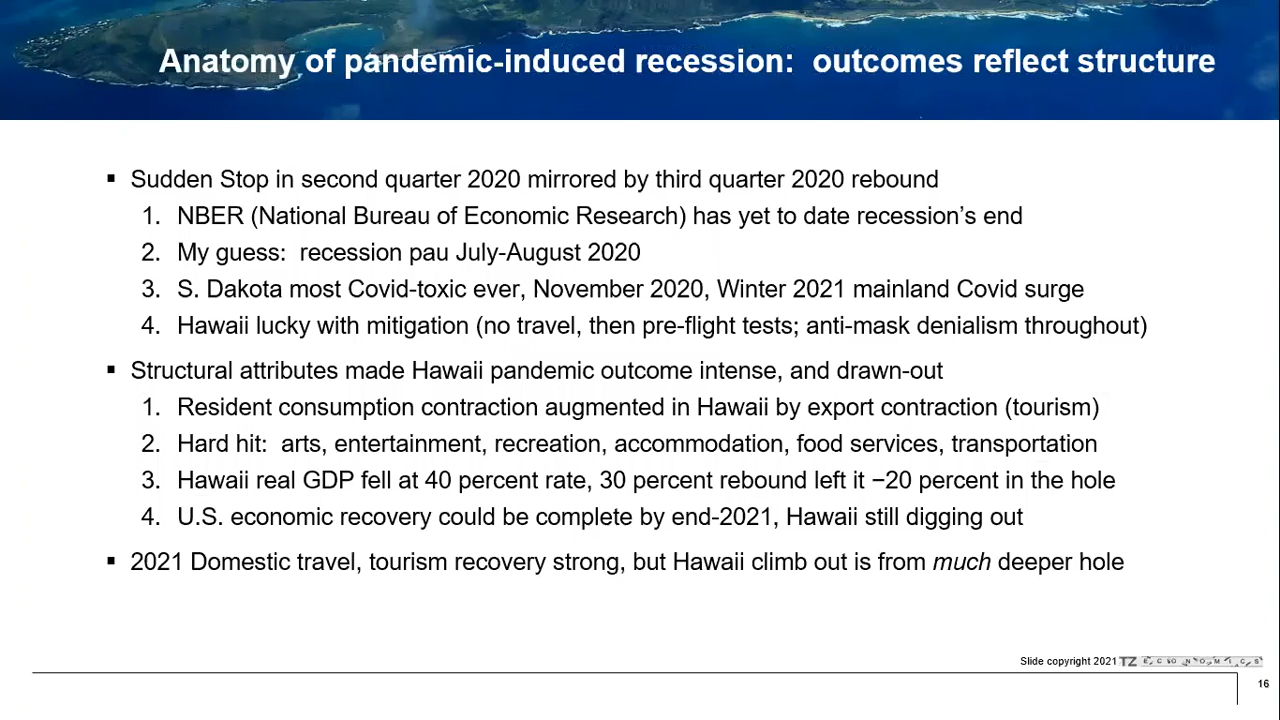 Anatomy of pandemic-induced recession:  outcomes reflect structure
▪ Sudden Stop in second quarter 2020 mirrored by third quarter 2020 rebound
1. NBER (National Bureau of Economic Research) has yet to date recession’s end
2. My guess:  recession pau July-August 2020
3. S. Dakota most Covid-toxic ever, November 2020, Winter 2021 mainland Covid surge
4. Hawaii lucky with mitigation (no travel, then pre-flight tests; anti-mask denialism throughout)
▪ Structural attributes made Hawaii pandemic outcome intense, and drawn-out
1. Resident consumption contraction augmented in Hawaii by export contraction (tourism)
2. Hard hit:  arts, entertainment, recreation, accommodation, food services, transportation
3. Hawaii real GDP fell at 40 percent rate, 30 percent rebound left it −20 percent in the hole
4. U.S. economic recovery could be complete by end-2021, Hawaii still digging out
▪ 2021 Domestic travel, tourism recovery strong, but Hawaii climb out is from much deeper hole
Slide copyright 2021 TZ ECONOMICS
16